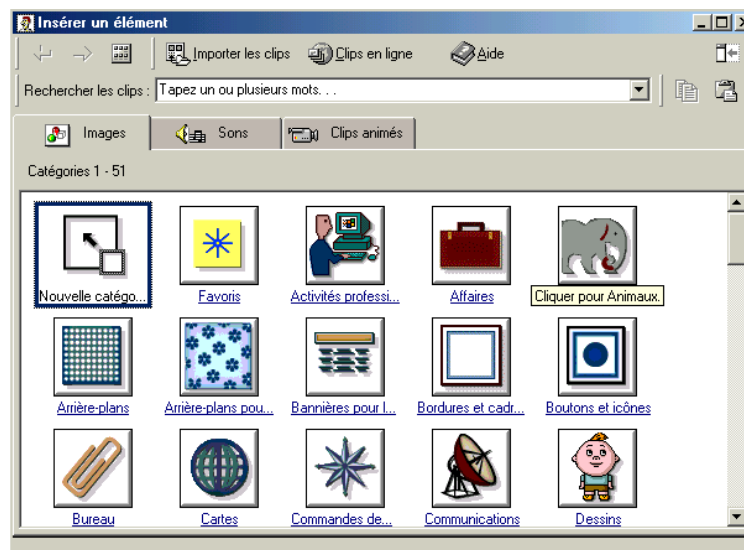 Insérer un élément
Importer les clips
Clips en ligne
Aide
Rechercher les clips :
Tapez un ou plusieurs mots. . .
Images
Sons
Clips animés
Catégories 1 - 51
Nouvelle catégo...
Favoris
Activités professi...
Affaires
Cliquer pour Animaux.
Arrière-plans
Arrière-plans pou...
Bannières pour l...
Bordures et cadr...
Boutons et icônes
Bureau
Cartes
Commandes de...
Communications
Dessins